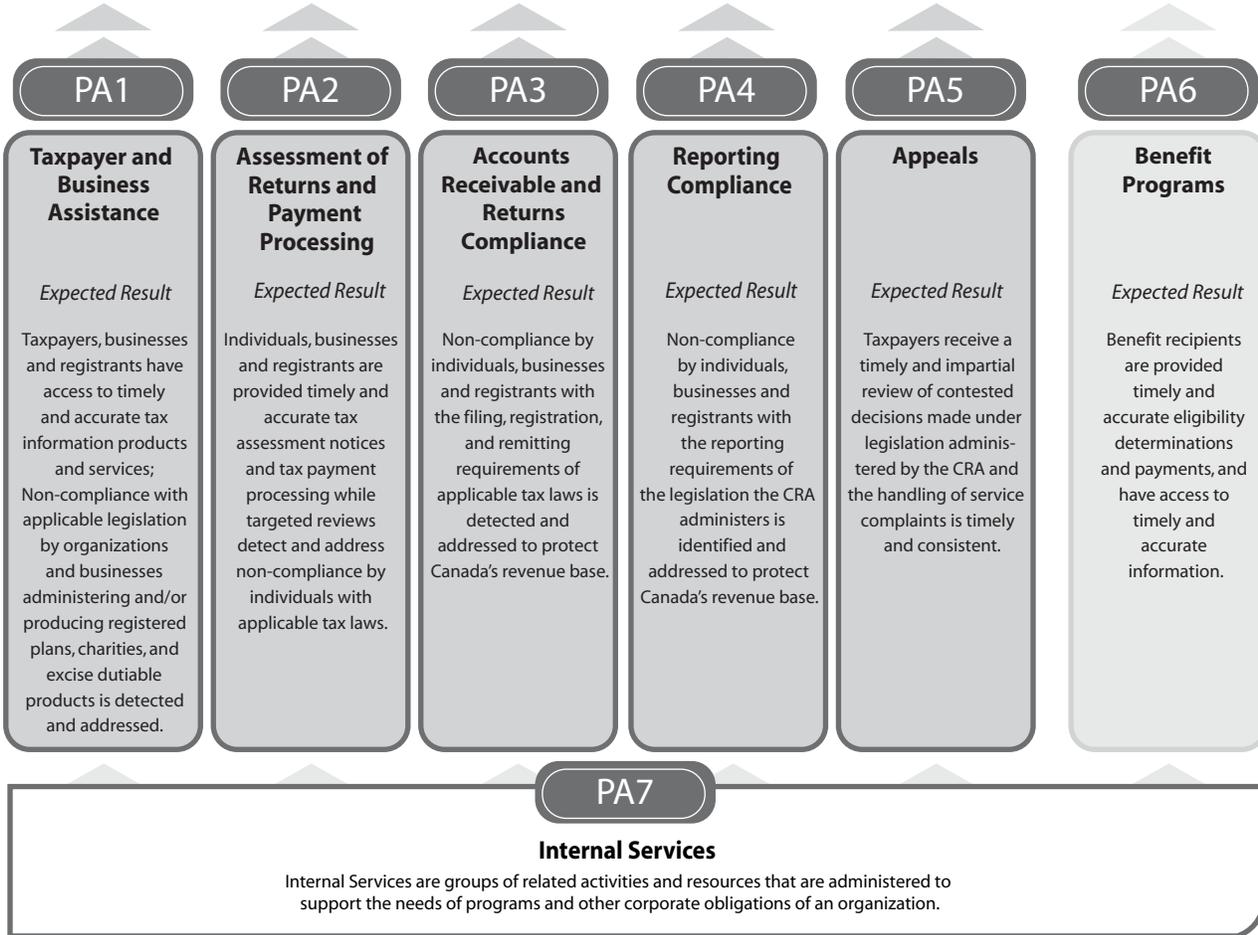 PA1
Taxpayer and
Business
Assistance
Expected Result
Taxpayers, businesses
and registrants have
access to timely
and accurate tax
information products
and services;
Non-compliance with
applicable legislation
by organizations
and businesses
administering and/or
producing registered
plans, charities, and
excise dutiable
products is detected
and addressed.
PA2
Assessment of
Returns and
Payment
Processing
Expected Result
Individuals, businesses
and registrants are
provided timely and
accurate tax
assessment notices
and tax payment
processing while
targeted reviews
detect and address
non-compliance by
individuals with
applicable tax laws.
PA3
Accounts
Receivable and
Returns
Compliance
Expected Result
Non-compliance by
individuals, businesses
and registrants with
the filing, registration,
and remitting
requirements of
applicable tax laws is
detected and
addressed to protect
Canada's revenue base.
PA4
Reporting
Compliance
Expected Result
Non-compliance
by individuals,
businesses and
registrants with
the reporting
requirements of
the legislation the CRA
administers is
identified and
addressed to protect
Canada's revenue base.
PA5
Appeals
Expected Result
Taxpayers receive a
timely and impartial
review of contested
decisions made under
legislation adminis-
tered by the CRA and
the handling of service
complaints is timely
and consistent.
PA6
Benefit
Programs
Expected Result
Benefit recipients
are provided
timely and
accurate eligibility
determinations
and payments, and
have access to
timely and
accurate
information.
PA7
Internal Services
Internal Services are groups of related activities and resources that are administered to
support the needs of programs and other corporate obligations of an organization.